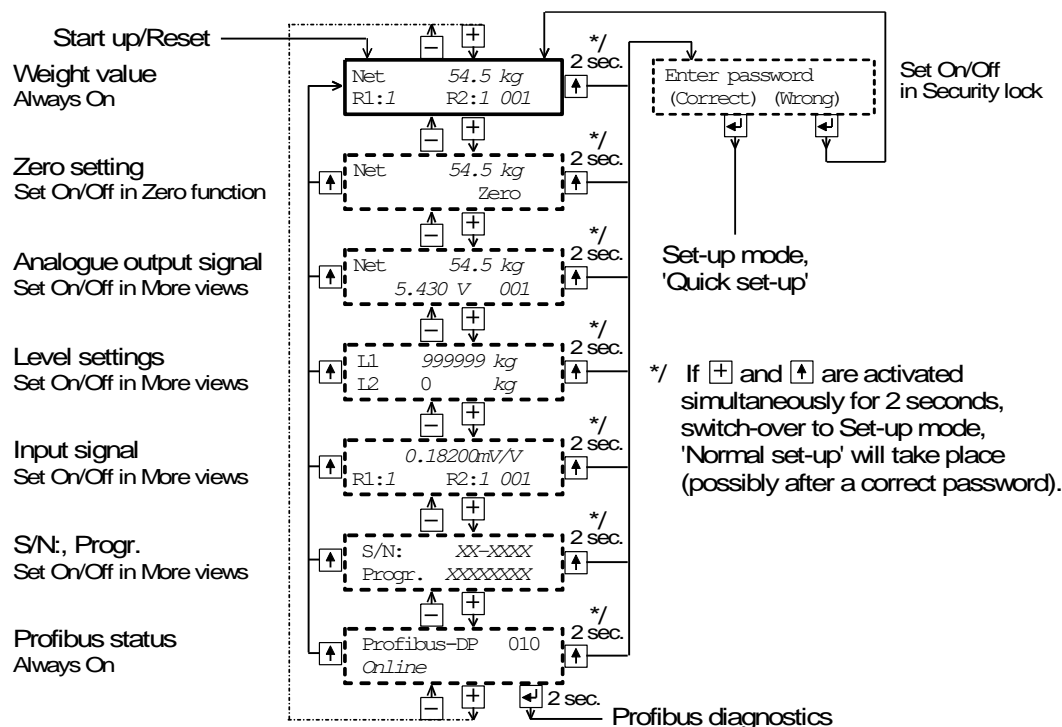 Start up/Reset
Weight value
Always On
Net 54.5 kg
R1:1 R2:1 001
*/
2 sec.
Enter password
(Correct) (Wrong)
Set On/Off
in Security lock
Zero setting
Set On/Off in Zero function
Net 54.5 kg
Zero
*/
2 sec.
Analogue output signal
Set On/Off in More views
Net 54.5 kg
5.430 V 001
*/
2 sec.
Set-up mode,
'Quick set-up'
Level settings
Set On/Off in More views
L1 999999 kg
L2 0 kg
*/
2 sec.
*/ If + and ↑ are activated
simultaneously for 2 seconds,
switch-over to Set-up mode,
'Normal set-up' will take place
(possibly after a correct password).
Input signal
Set On/Off in More views
0.18200mV/V
R1:1 R2:1 001
*/
2 sec.
S/N:, Progr.
Set On/Off in More views
S/N: XX-XXXX
Progr. XXXXXXXX
*/
2 sec.
Profibus status
Always On
Profibus-DP 010
Online
*/
2 sec.
2 sec.
Profibus diagnostics